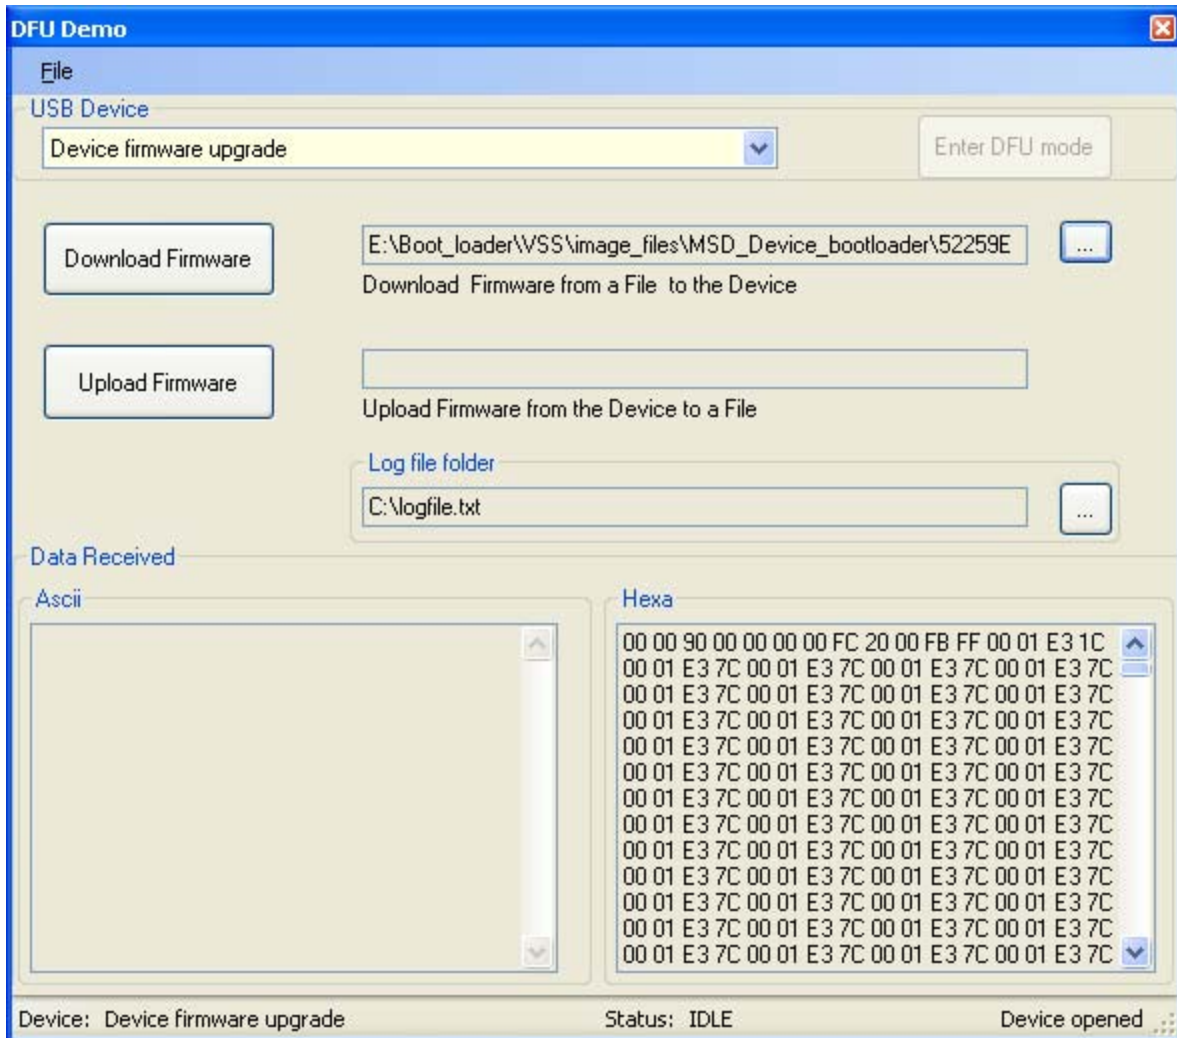 DFU Demo
File
USB Device
Device firmware upgrade
Enter DFU mode
Download Firmware
E:\Boot_loader\VSS\image_files\MSD_Device_bootloader\52259E
...
Download  Firmware from a File  to the Device
Upload Firmware
Upload Firmware from the Device to a File
Log file folder
C:\logfile.txt
...
Data Received
Ascii
Hexa
00 00 90 00 00 00 00 FC 20 00 FB FF 00 01 E3 1C
00 01 E3 7C 00 01 E3 7C 00 01 E3 7C 00 01 E3 7C
00 01 E3 7C 00 01 E3 7C 00 01 E3 7C 00 01 E3 7C
00 01 E3 7C 00 01 E3 7C 00 01 E3 7C 00 01 E3 7C
00 01 E3 7C 00 01 E3 7C 00 01 E3 7C 00 01 E3 7C
00 01 E3 7C 00 01 E3 7C 00 01 E3 7C 00 01 E3 7C
00 01 E3 7C 00 01 E3 7C 00 01 E3 7C 00 01 E3 7C
00 01 E3 7C 00 01 E3 7C 00 01 E3 7C 00 01 E3 7C
00 01 E3 7C 00 01 E3 7C 00 01 E3 7C 00 01 E3 7C
00 01 E3 7C 00 01 E3 7C 00 01 E3 7C 00 01 E3 7C
00 01 E3 7C 00 01 E3 7C 00 01 E3 7C 00 01 E3 7C
00 01 E3 7C 00 01 E3 7C 00 01 E3 7C 00 01 E3 7C
00 01 E3 7C 00 01 E3 7C 00 01 E3 7C 00 01 E3 7C
Device:  Device firmware upgrade
Status:  IDLE
Device opened